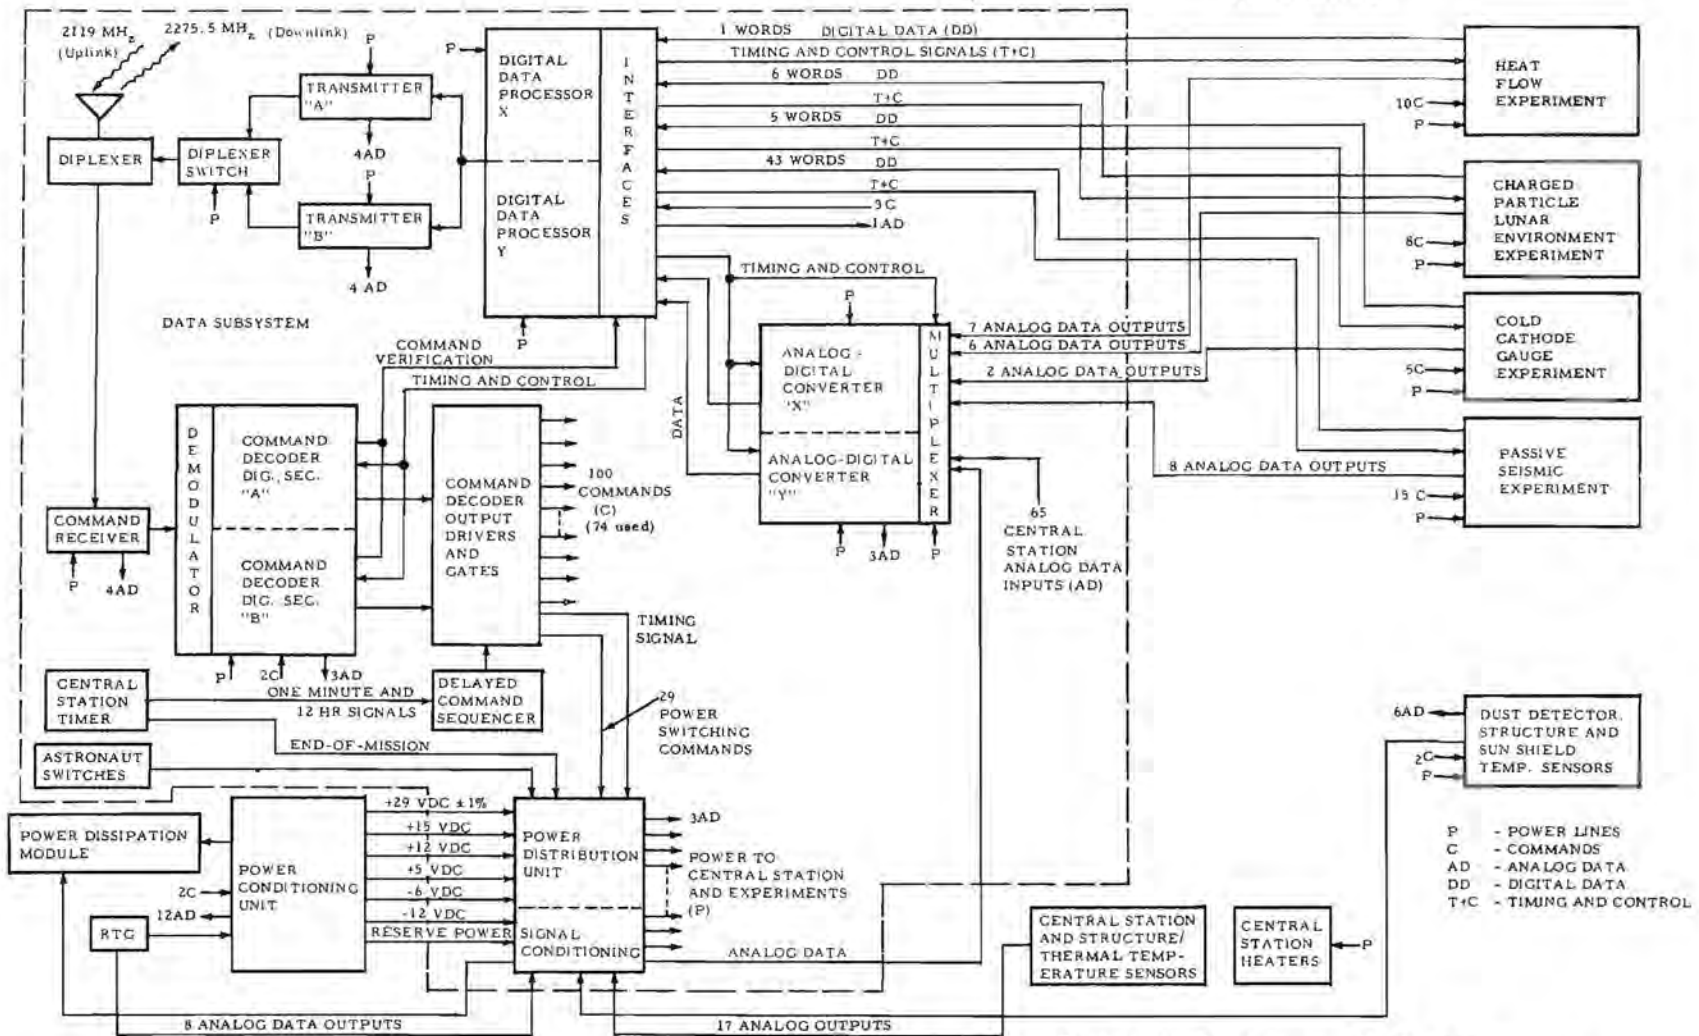 2119 MHz
(Uplink)
2275.5 MHz (Downlink)
P
TRANSMITTER
"A"
4AD
P
TRANSMITTER
"B"
4 AD
DIPLEXER
DIPLEXER
SWITCH
P
DATA SUBSYSTEM
P
DIGITAL
DATA
PROCESSOR
X
DIGITAL
DATA
PROCESSOR
Y
INTERFACES
P
1 WORDS DIGITAL DATA (DD)
TIMING AND CONTROL SIGNALS (T+C)
6 WORDS DD
T+C
5 WORDS DD
T+C
43 WORDS DD
T+C
3C
1AD
TIMING AND CONTROL
P
ANALOG-
DIGITAL
CONVERTER
"X"
ANALOG-DIGITAL
CONVERTER
"Y"
MULTIPLEXER
P
3AD
P
DATA
7 ANALOG DATA OUTPUTS
6 ANALOG DATA OUTPUTS
2 ANALOG DATA OUTPUTS
8 ANALOG DATA OUTPUTS
65
CENTRAL
STATION
ANALOG DATA
INPUTS (AD)
HEAT
FLOW
EXPERIMENT
10C
P
CHARGED
PARTICLE
LUNAR
ENVIRONMENT
EXPERIMENT
8C
P
COLD
CATHODE
GAUGE
EXPERIMENT
5C
P
PASSIVE
SEISMIC
EXPERIMENT
15 C
P
COMMAND
VERIFICATION
TIMING AND CONTROL
COMMAND
RECEIVER
P
4AD
DEMODULATOR
COMMAND
DECODER
DIG. SEC.
"A"
COMMAND
DECODER
DIG. SEC.
"B"
P
2C
3AD
COMMAND
DECODER
OUTPUT
DRIVERS
AND
GATES
100
COMMANDS
(C)
(74 used)
TIMING
SIGNAL
CENTRAL
STATION
TIMER
ONE MINUTE AND
12 HR SIGNALS
DELAYED
COMMAND
SEQUENCER
29
POWER
SWITCHING
COMMANDS
END-OF-MISSION
ASTRONAUT
SWITCHES
6AD
2C
P
DUST DETECTOR,
STRUCTURE AND
SUN SHIELD
TEMP. SENSORS
POWER DISSIPATION
MODULE
2C
12AD
RTG
POWER
CONDITIONING
UNIT
+29 VDC ±1%
+15 VDC
+12 VDC
+5 VDC
-6 VDC
-12 VDC
RESERVE POWER
POWER
DISTRIBUTION
UNIT
SIGNAL
CONDITIONING
3AD
POWER TO
CENTRAL STATION
AND EXPERIMENTS
(P)
ANALOG DATA
CENTRAL STATION
AND STRUCTURE/
THERMAL TEMP-
ERATURE SENSORS
CENTRAL
STATION
HEATERS
P
P - POWER LINES
C - COMMANDS
AD - ANALOG DATA
DD - DIGITAL DATA
T+C - TIMING AND CONTROL
8 ANALOG DATA OUTPUTS
17 ANALOG OUTPUTS